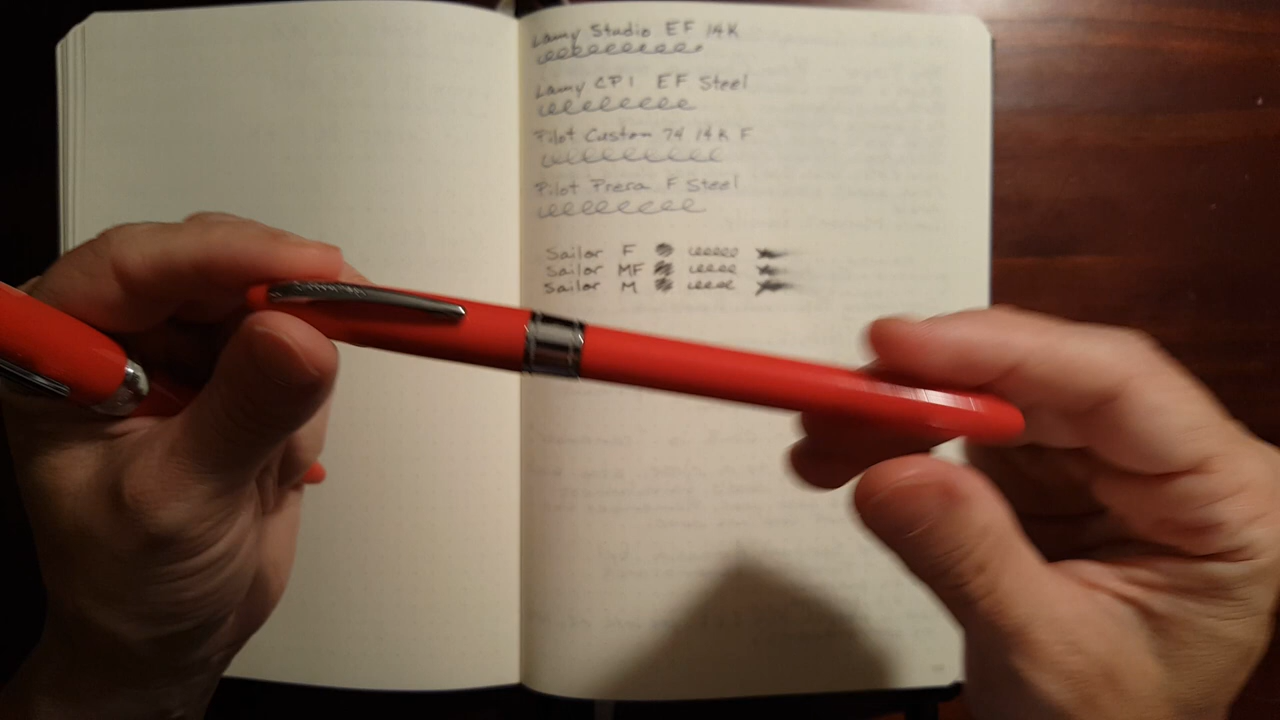 Lamy Studio EF 14K
Lamy CP1 EF Steel
Pilot Custom 74 14K F
Pilot Prera F Steel
Sailor F
Sailor MF
Sailor M